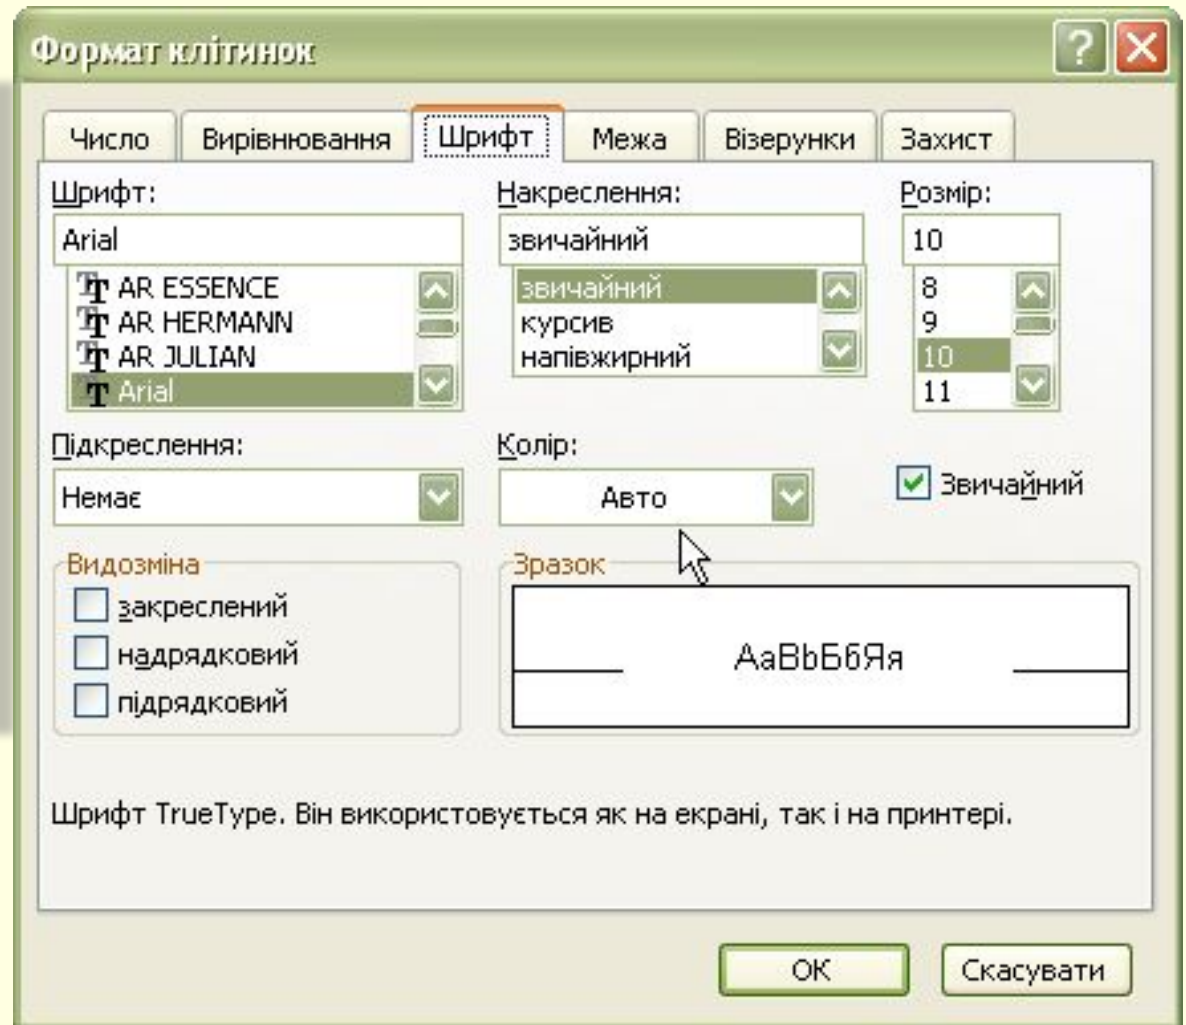 Формат клітинок
Число Вирівнювання Шрифт Межа Візерунки Захист
Шрифт: Накреслення: Розмір:
Arial звичайний 10
AR ESSENCE звичайний 8
AR HERMANN курсив 9
AR JULIAN напівжирний 10
Arial 11
Підкреслення: Колір:
Немає Авто Звичайний
Видозміна Зразок
закреслений
надрядковий АаВbБбЯя
підрядковий
Шрифт TrueType. Він використовується як на екрані, так і на принтері.
ОК Скасувати